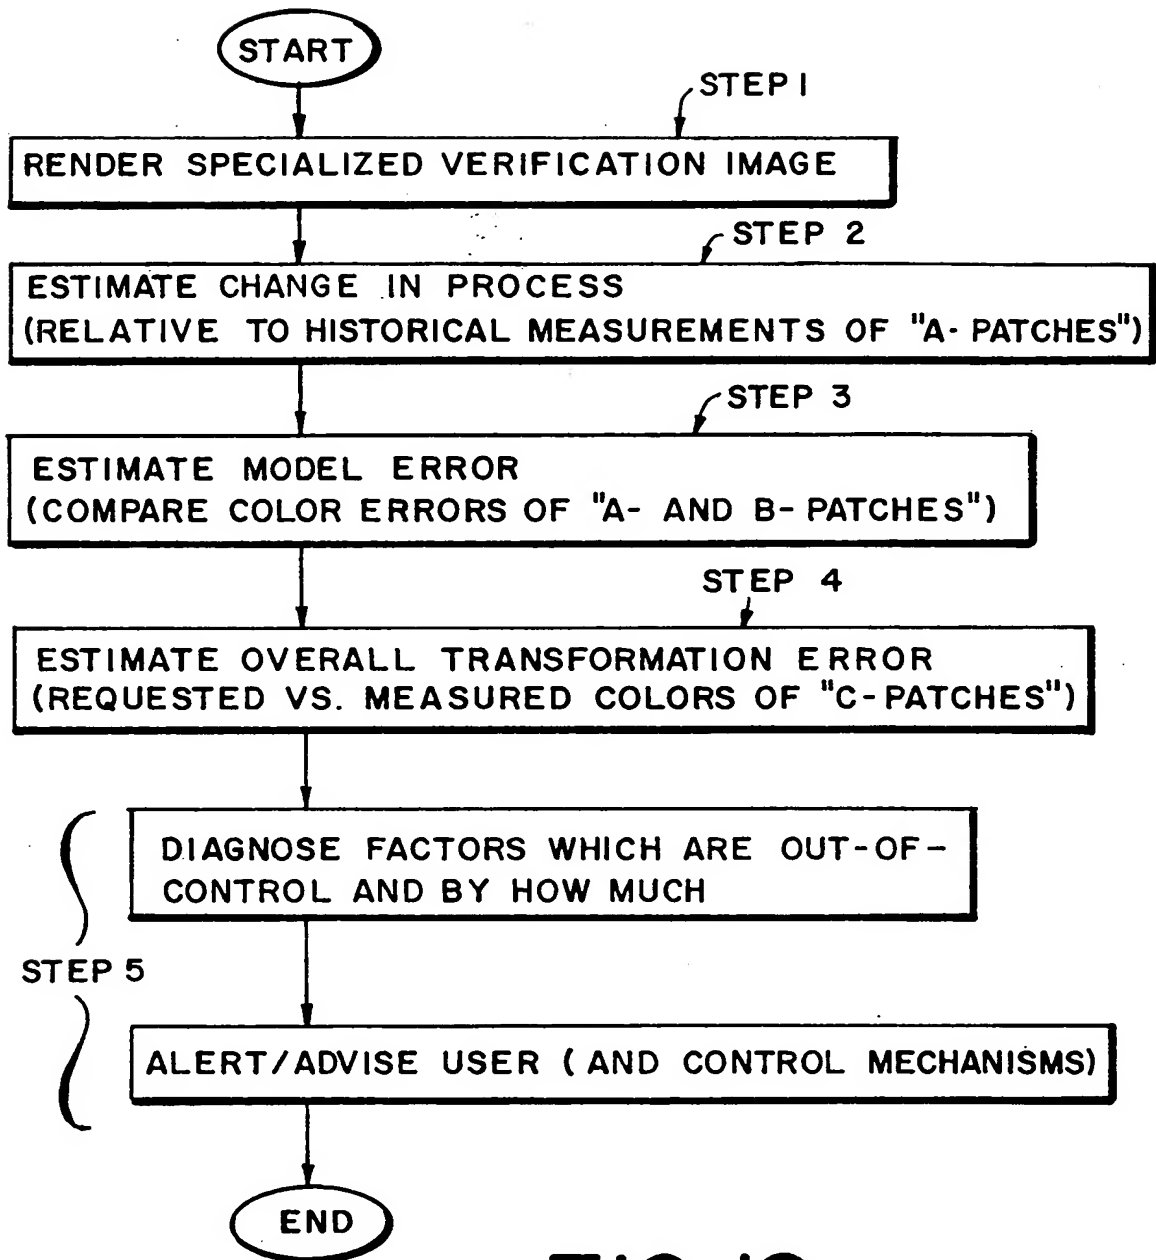 START
STEP 1
RENDER SPECIALIZED VERIFICATION IMAGE
STEP 2
ESTIMATE CHANGE IN PROCESS
(RELATIVE TO HISTORICAL MEASUREMENTS OF "A- PATCHES")
STEP 3
ESTIMATE MODEL ERROR
(COMPARE COLOR ERRORS OF "A- AND B- PATCHES")
STEP 4
ESTIMATE OVERALL TRANSFORMATION ERROR
(REQUESTED VS. MEASURED COLORS OF "C-PATCHES")
DIAGNOSE FACTORS WHICH ARE OUT-OF-
CONTROL AND BY HOW MUCH
STEP 5
ALERT/ADVISE USER (AND CONTROL MECHANISMS)
END